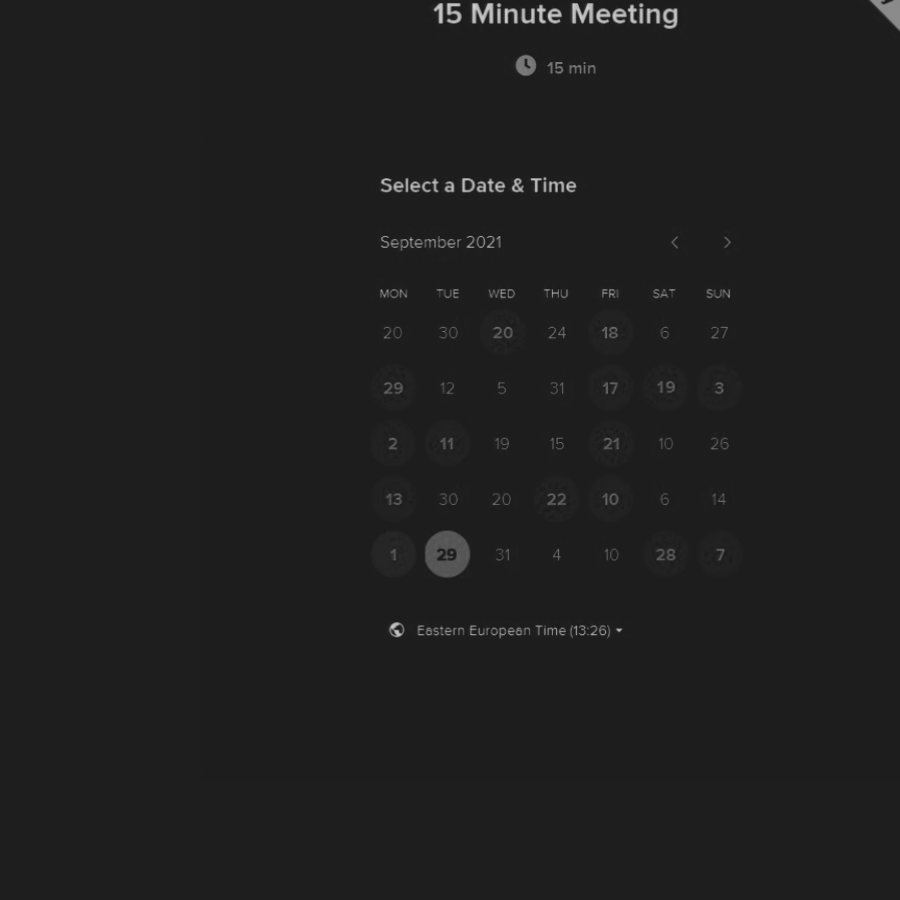 15 Minute Meeting
15 min
Select a Date & Time
September 2021
MON TUE WED THU FRI SAT SUN
20 30 20 24 18 6 27
29 12 5 31 17 19 3
2 11 19 15 21 10 26
13 30 20 22 10 6 14
1 29 31 4 10 28 7
Eastern European Time (13:26)